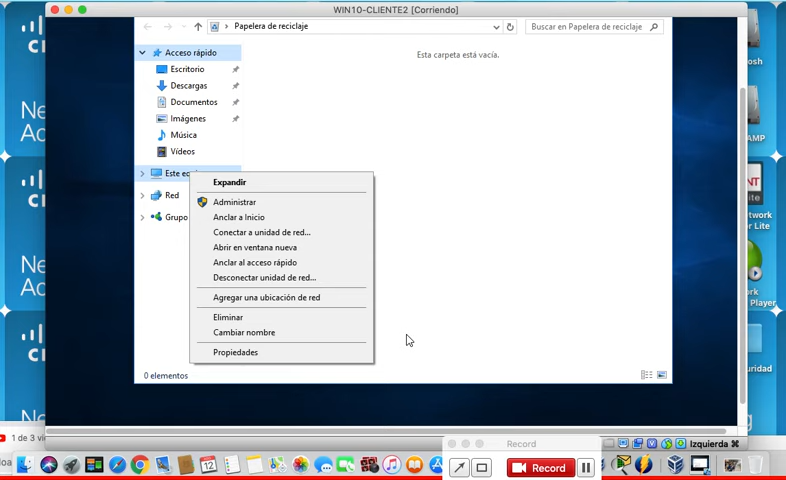 WIN10-CLIENTE2 [Corriendo]
Papelera de reciclaje
Buscar en Papelera de reciclaje
Acceso rápido
Esta carpeta está vacía.
Escritorio
Descargas
Documentos
Imágenes
Música
Vídeos
Este
Red
Grupo
Expandir
Administrar
Anclar a Inicio
Conectar a unidad de red...
Abrir en ventana nueva
Anclar al acceso rápido
Desconectar unidad de red...
Agregar una ubicación de red
Eliminar
Cambiar nombre
Propiedades
0 elementos
Izquierda ⌘
1 de 3
Record
Record
12